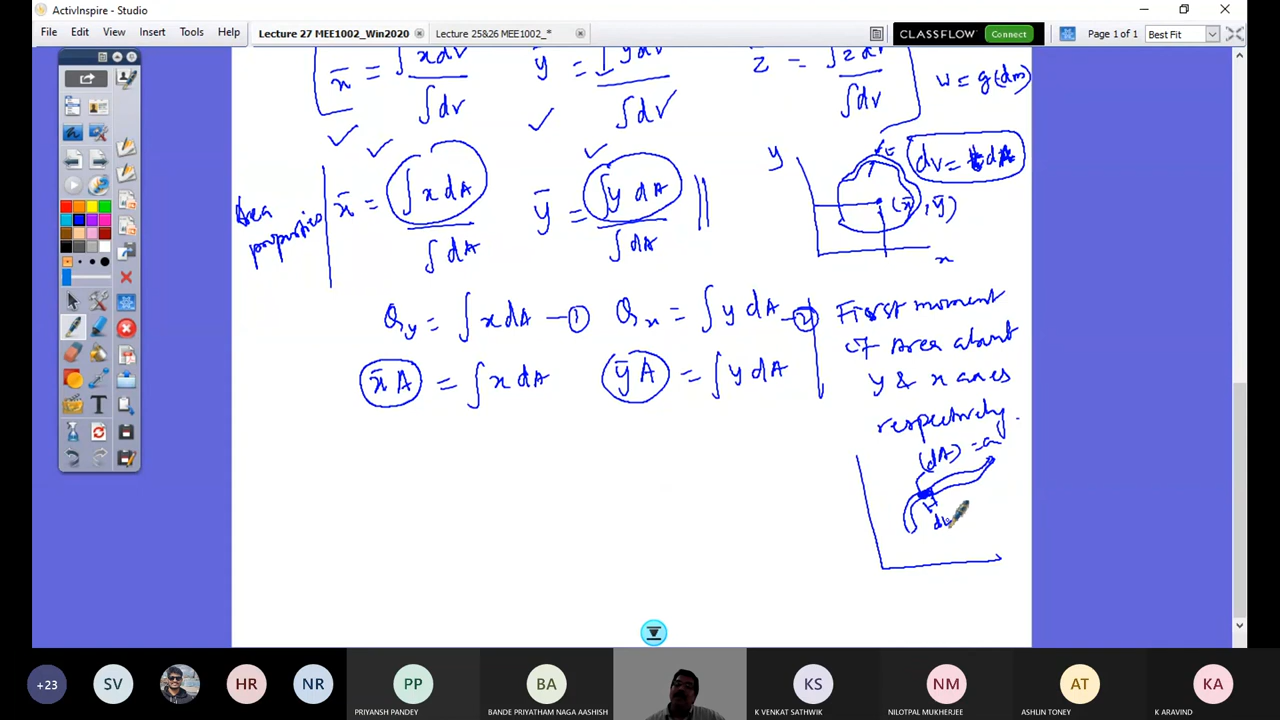 ActivInspire - Studio
File Edit View Insert Tools Help
Lecture 27 MEE1002_Win2020 Lecture 25&26 MEE1002_*
CLASSFLOW Connect
Page 1 of 1 Best Fit
x̄ = ∫xdv / ∫dv ȳ = ∫ydv / ∫dv z̄ = ∫zdv / ∫dv
w = g(dm)
Area properties
x̄ = ∫x dA / ∫dA ȳ = ∫y dA / ∫dA
y t dv = t dA
(x̄, ȳ)
x
Qy = ∫x dA — ① Qx = ∫y dA — ②
x̄A = ∫x dA ȳA = ∫y dA
First moment
of Area about
y & x axes
respectively.
(dA) = a
T
+23 SV HR NR PP BA KS NM AT KA
PRIYANSH PANDEY BANDE PRIYATHAM NAGA AASHISH K VENKAT SATHWIK NILOTPAL MUKHERJEE ASHLIN TONEY K ARAVIND